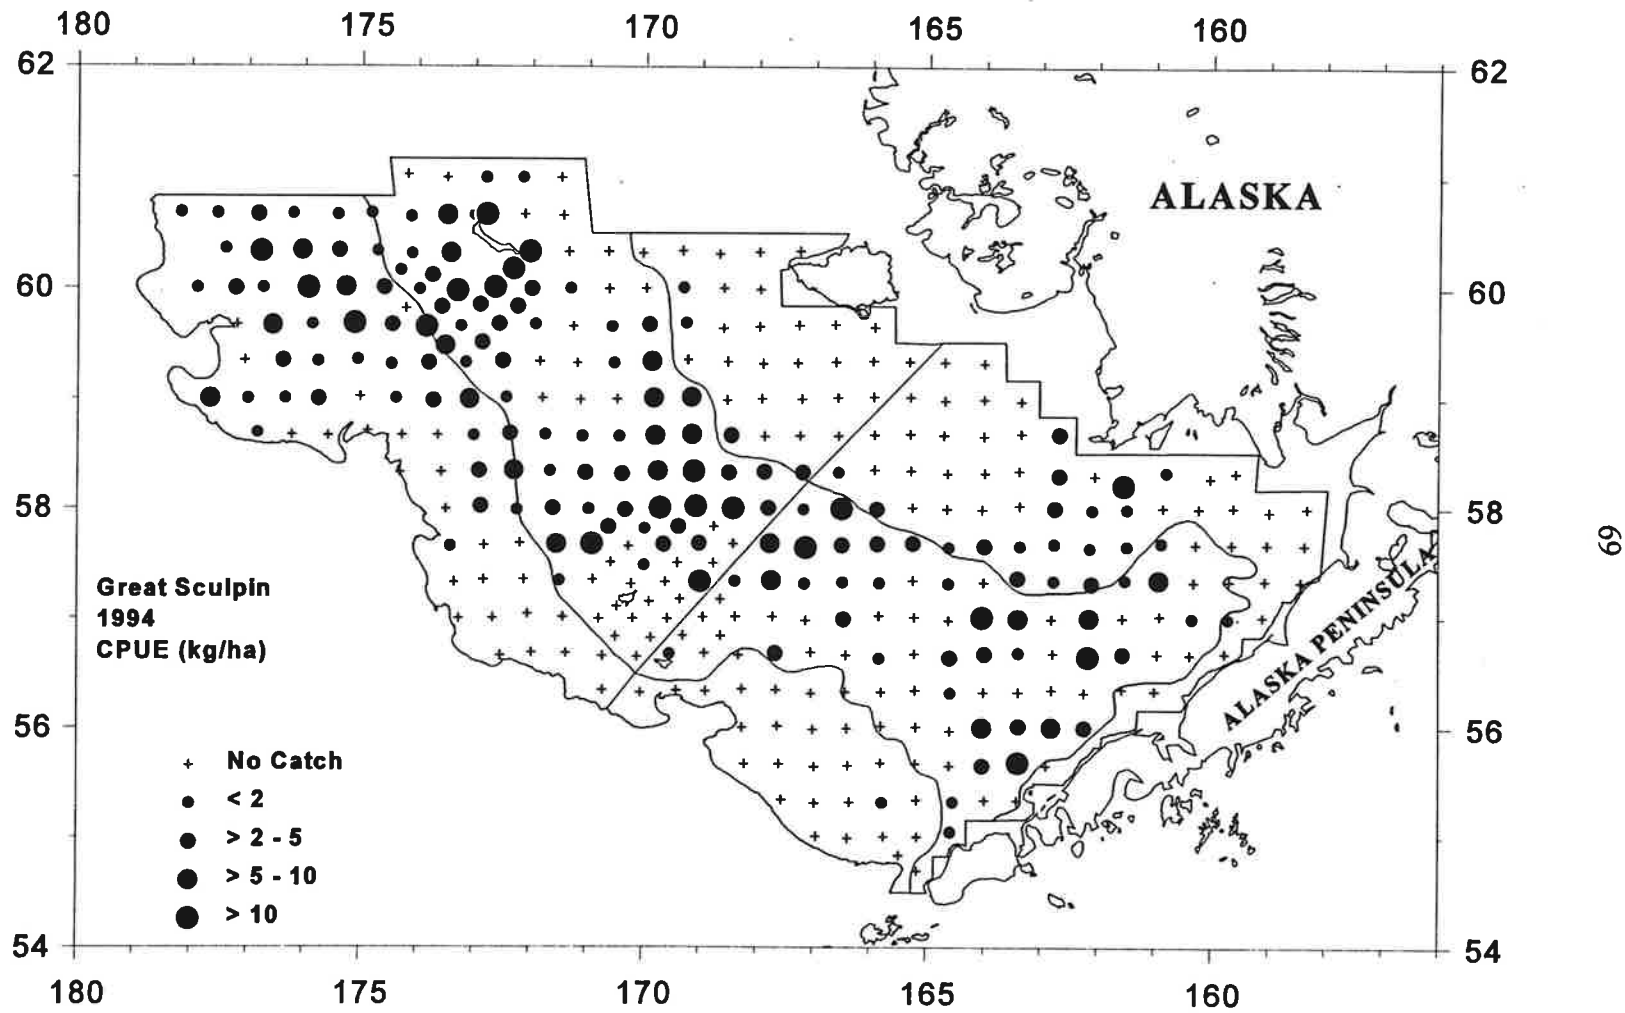 180 175 170 165 160
62 62
ALASKA
60 60
58 58
69
Great Sculpin
1994
CPUE (kg/ha)
ALASKA PENINSULA
56 56
No Catch
< 2
> 2 - 5
> 5 - 10
> 10
54 54
180 175 170 165 160